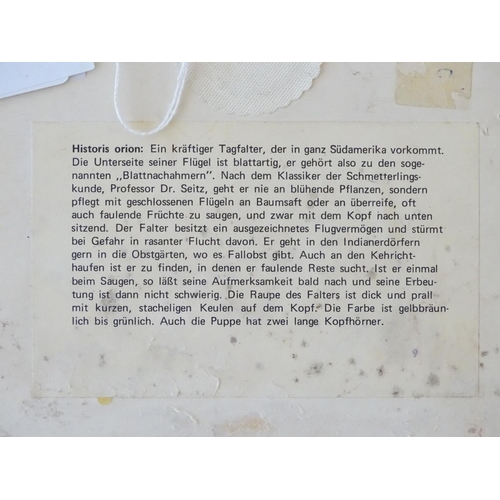 Historis orion: Ein kräftiger Tagfalter, der in ganz Südamerika vorkommt.
Die Unterseite seiner Flügel ist blattartig, er gehört also zu den soge-
nannten „Blattnachahmern". Nach dem Klassiker der Schmetterlings-
kunde, Professor Dr. Seitz, geht er nie an blühende Pflanzen, sondern
pflegt mit geschlossenen Flügeln an Baumsaft oder an überreife, oft
auch faulende Früchte zu saugen, und zwar mit dem Kopf nach unten
sitzend. Der Falter besitzt ein ausgezeichnetes Flugvermögen und stürmt
bei Gefahr in rasanter Flucht davon. Er geht in den Indianerdörfern
gern in die Obstgärten, wo es Fallobst gibt. Auch an den Kehricht-
haufen ist er zu finden, in denen er faulende Reste sucht. Ist er einmal
beim Saugen, so läßt seine Aufmerksamkeit bald nach und seine Erbeu-
tung ist dann nicht schwierig. Die Raupe des Falters ist dick und prall
mit kurzen, stacheligen Keulen auf dem Kopf. Die Farbe ist gelbbräun-
lich bis grünlich. Auch die Puppe hat zwei lange Kopfhörner.